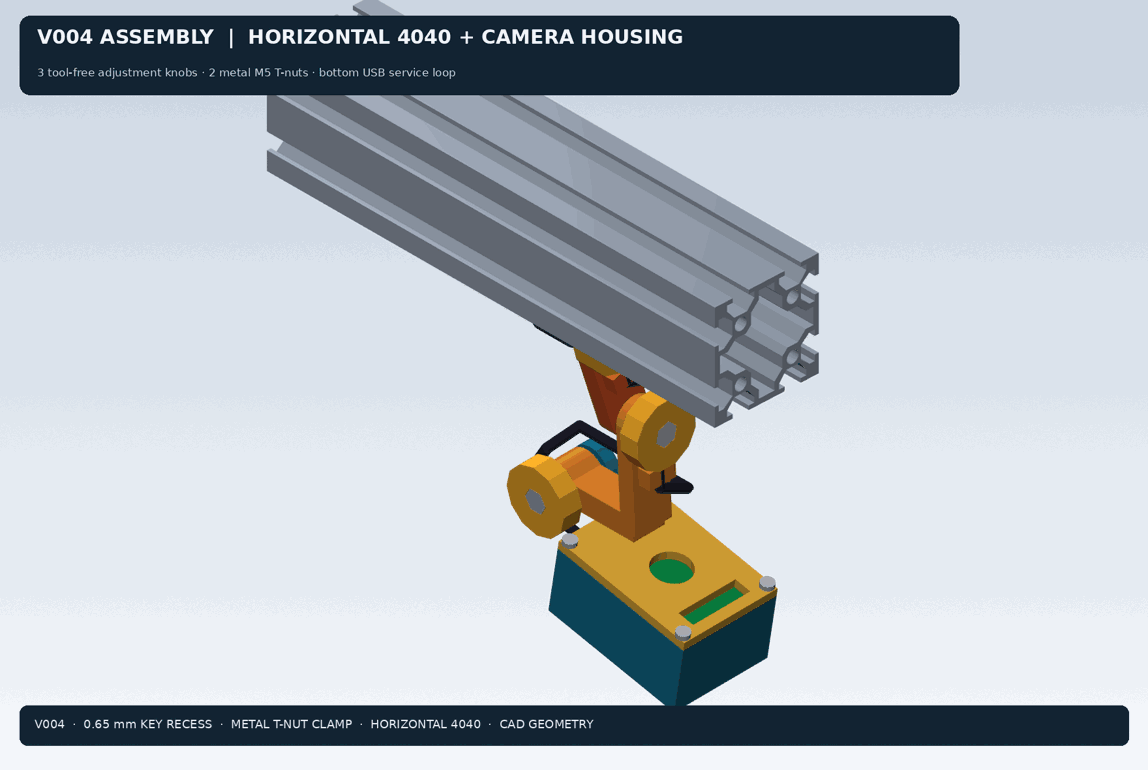 V004 ASSEMBLY | HORIZONTAL 4040 + CAMERA HOUSING
3 tool-free adjustment knobs · 2 metal M5 T-nuts · bottom USB service loop
V004 · 0.65 mm KEY RECESS · METAL T-NUT CLAMP · HORIZONTAL 4040 · CAD GEOMETRY